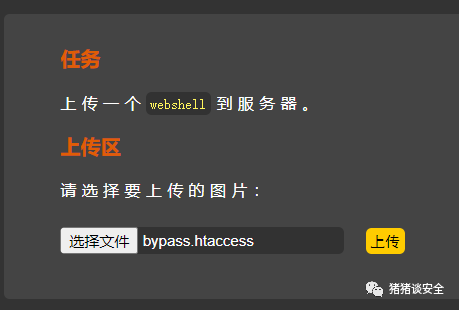 任务
上传一个 webshell 到服务器。
上传区
请选择要上传的图片：
选择文件 bypass.htaccess 上传
猪猪谈安全